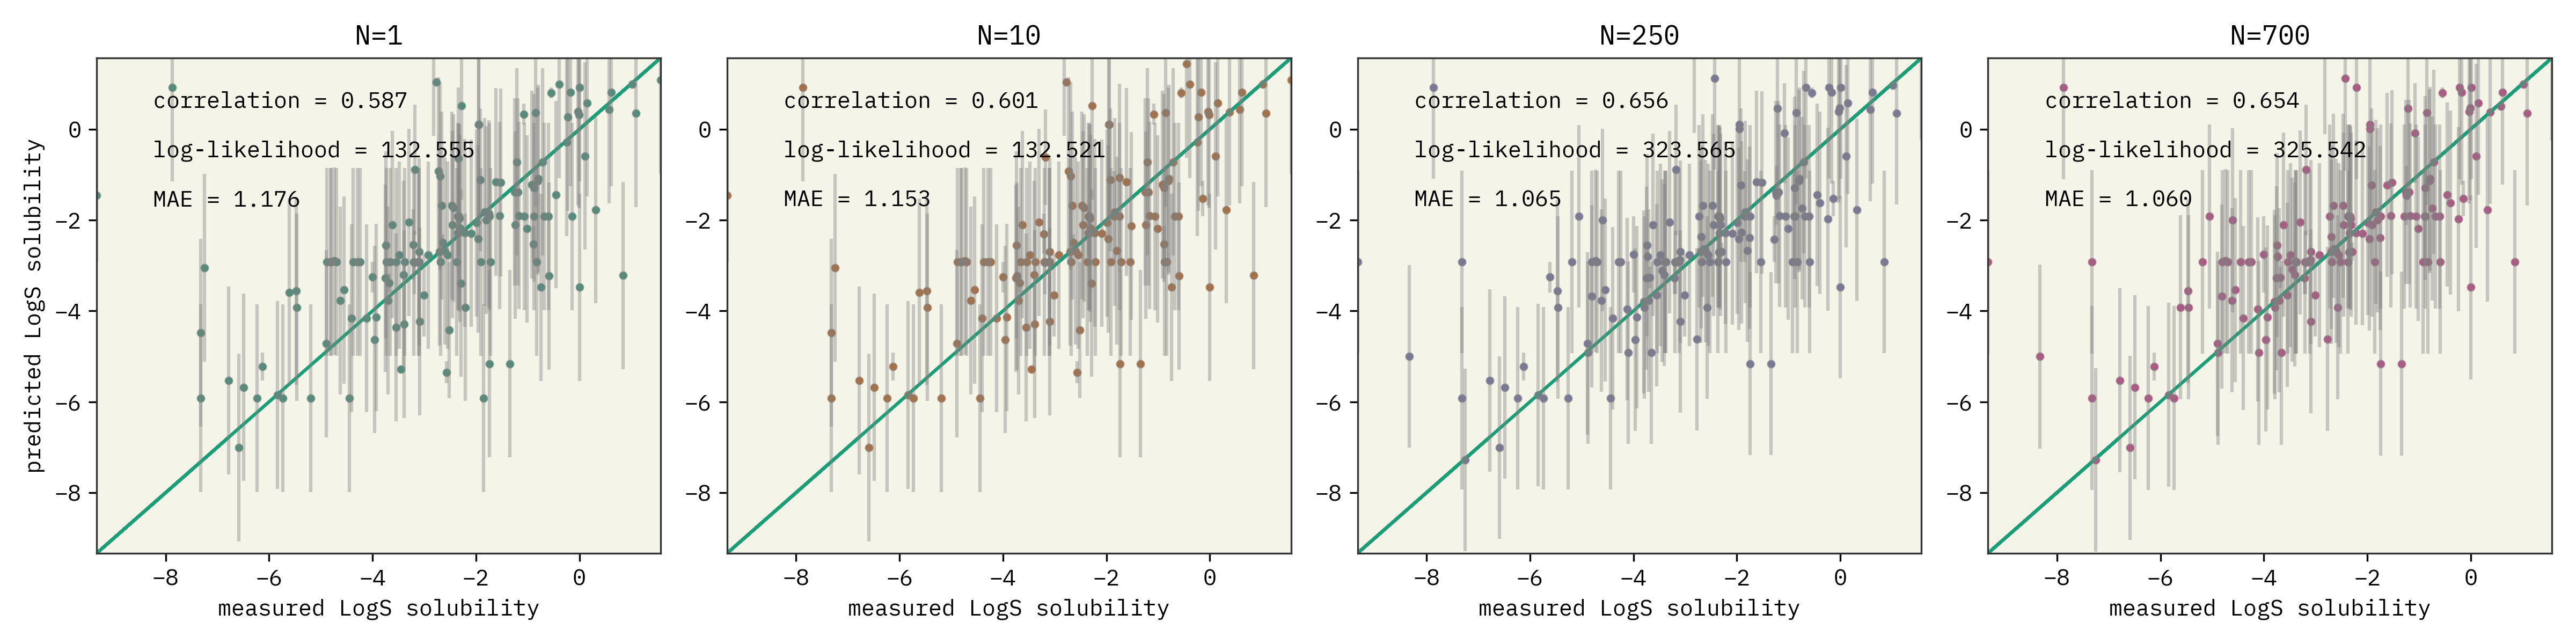 N=1
correlation = 0.587
log-likelihood = 132.555
MAE = 1.176
predicted LogS solubility
0
−2
−4
−6
−8
−8 −6 −4 −2 0
measured LogS solubility
N=10
correlation = 0.601
log-likelihood = 132.521
MAE = 1.153
0
−2
−4
−6
−8
−8 −6 −4 −2 0
measured LogS solubility
N=250
correlation = 0.656
log-likelihood = 323.565
MAE = 1.065
0
−2
−4
−6
−8
−8 −6 −4 −2 0
measured LogS solubility
N=700
correlation = 0.654
log-likelihood = 325.542
MAE = 1.060
0
−2
−4
−6
−8
−8 −6 −4 −2 0
measured LogS solubility